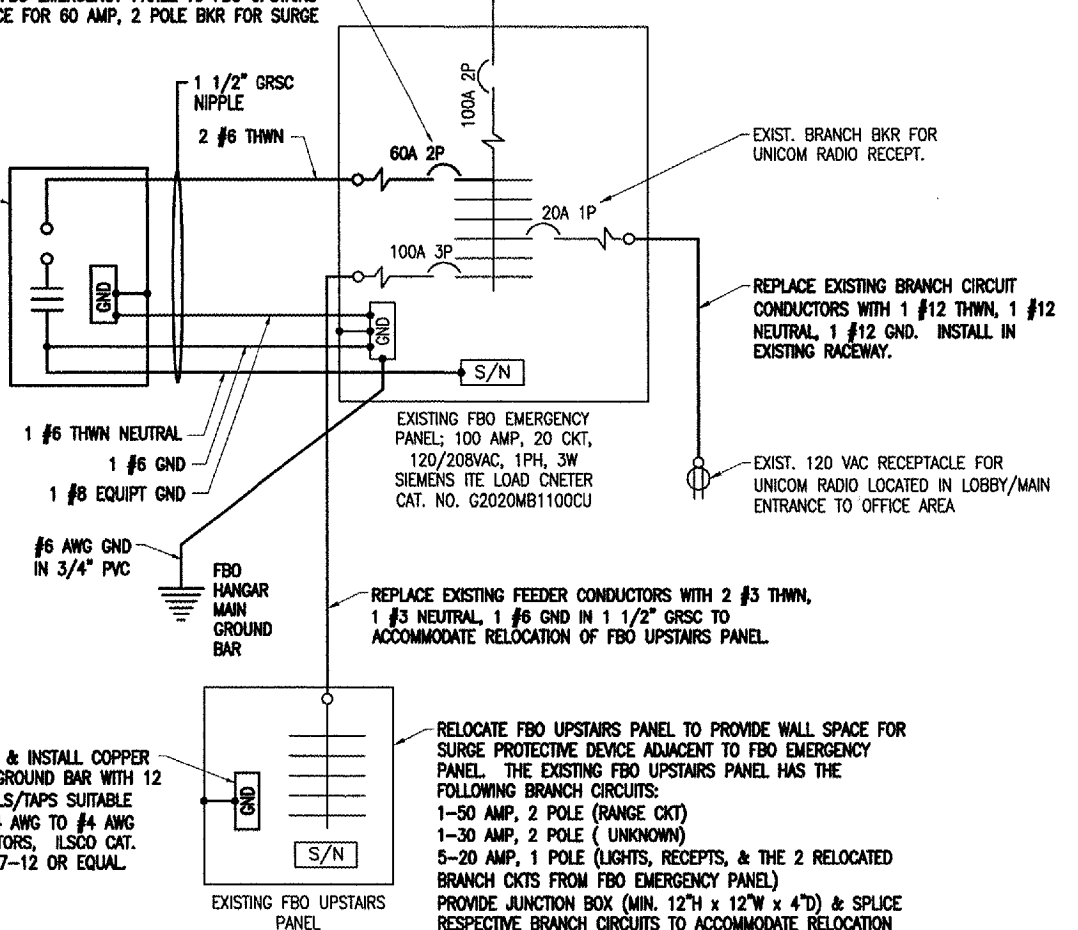 FBO EMERGENCY PANEL IS FBO UPSTAIRS
CE FOR 60 AMP, 2 POLE BKR FOR SURGE
1 1/2" GRSC
NIPPLE
2 #6 THWN
100A 2P
60A 2P
EXIST. BRANCH BKR FOR
UNICOM RADIO RECEPT.
20A 1P
100A 3P
GND
GND
S/N
REPLACE EXISTING BRANCH CIRCUIT
CONDUCTORS WITH 1 #12 THWN, 1 #12
NEUTRAL, 1 #12 GND. INSTALL IN
EXISTING RACEWAY.
1 #6 THWN NEUTRAL
1 #6 GND
1 #8 EQUIPT GND
EXISTING FBO EMERGENCY
PANEL; 100 AMP, 20 CKT,
120/208VAC, 1PH, 3W
SIEMENS ITE LOAD CNETER
CAT. NO. G2020MB1100CU
EXIST. 120 VAC RECEPTACLE FOR
UNICOM RADIO LOCATED IN LOBBY/MAIN
ENTRANCE TO OFFICE AREA
#6 AWG GND
IN 3/4" PVC
FBO
HANGAR
MAIN
GROUND
BAR
REPLACE EXISTING FEEDER CONDUCTORS WITH 2 #3 THWN,
1 #3 NEUTRAL, 1 #6 GND IN 1 1/2" GRSC TO
ACCOMMODATE RELOCATION OF FBO UPSTAIRS PANEL.
& INSTALL COPPER
GROUND BAR WITH 12
LS/TAPS SUITABLE
AWG TO #4 AWG
TORS, ILSCO CAT.
7-12 OR EQUAL
GND
S/N
EXISTING FBO UPSTAIRS
PANEL
RELOCATE FBO UPSTAIRS PANEL TO PROVIDE WALL SPACE FOR
SURGE PROTECTIVE DEVICE ADJACENT TO FBO EMERGENCY
PANEL. THE EXISTING FBO UPSTAIRS PANEL HAS THE
FOLLOWING BRANCH CIRCUITS:
1-50 AMP, 2 POLE (RANGE CKT)
1-30 AMP, 2 POLE ( UNKNOWN)
5-20 AMP, 1 POLE (LIGHTS, RECEPTS, & THE 2 RELOCATED
BRANCH CKTS FROM FBO EMERGENCY PANEL)
PROVIDE JUNCTION BOX (MIN. 12"H x 12"W x 4"D) & SPLICE
RESPECTIVE BRANCH CIRCUITS TO ACCOMMODATE RELOCATION